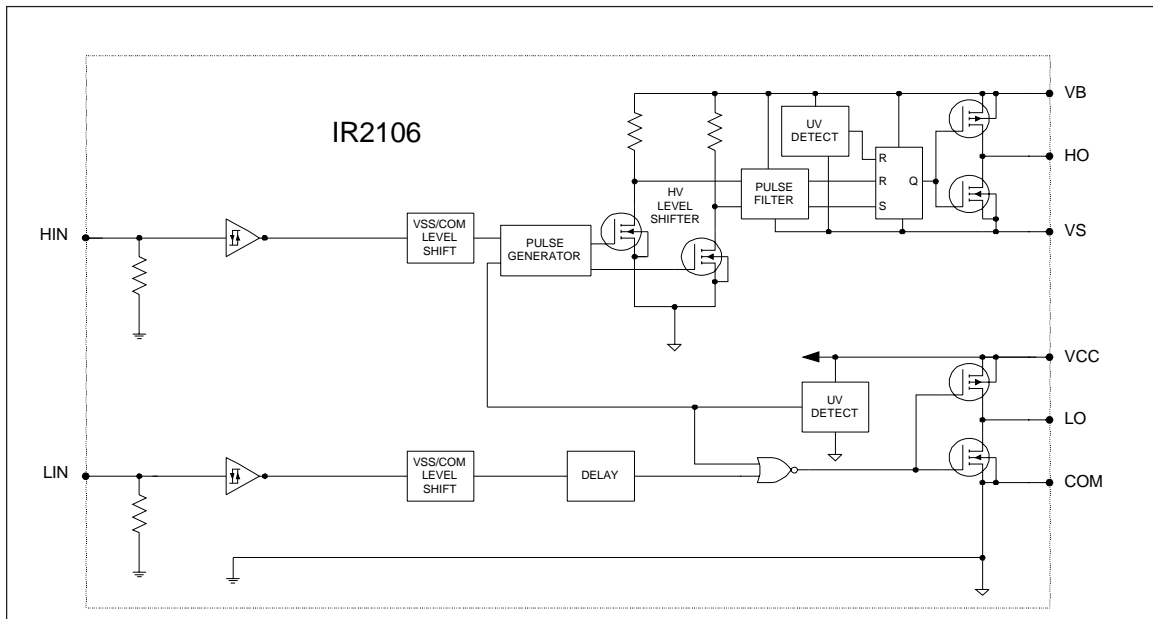 IR2106
VB
UV
DETECT
R
HO
R
Q
PULSE
FILTER
HV
LEVEL
SHIFTER
S
HIN
VSS/COM
LEVEL
SHIFT
PULSE
GENERATOR
VS
VCC
UV
DETECT
LO
LIN
VSS/COM
LEVEL
SHIFT
DELAY
COM